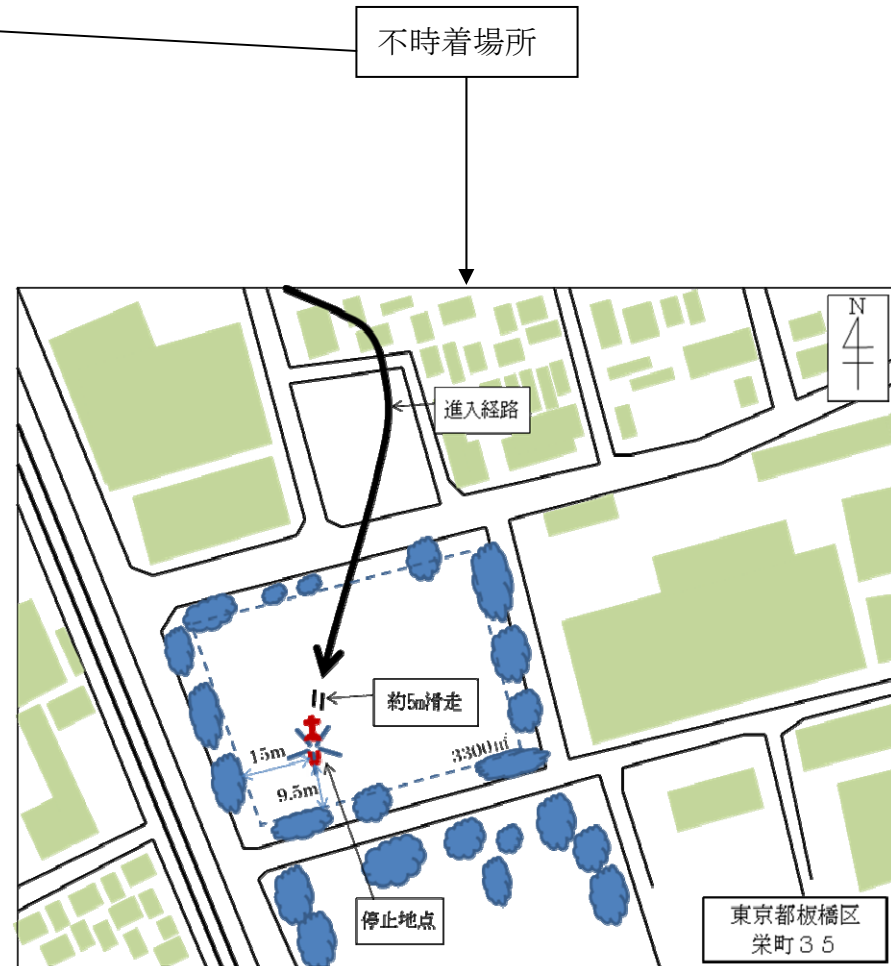 不時着場所
N
進入経路
約5m滑走
15m
3300㎡
9.5m
停止地点
東京都板橋区
栄町３５